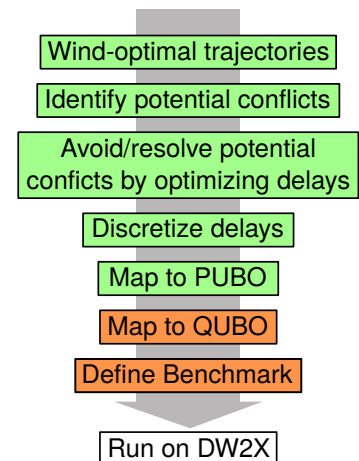 Wind-optimal trajectories
Identify potential conflicts
Avoid/resolve potential
conficts by optimizing delays
Discretize delays
Map to PUBO
Map to QUBO
Define Benchmark
Run on DW2X